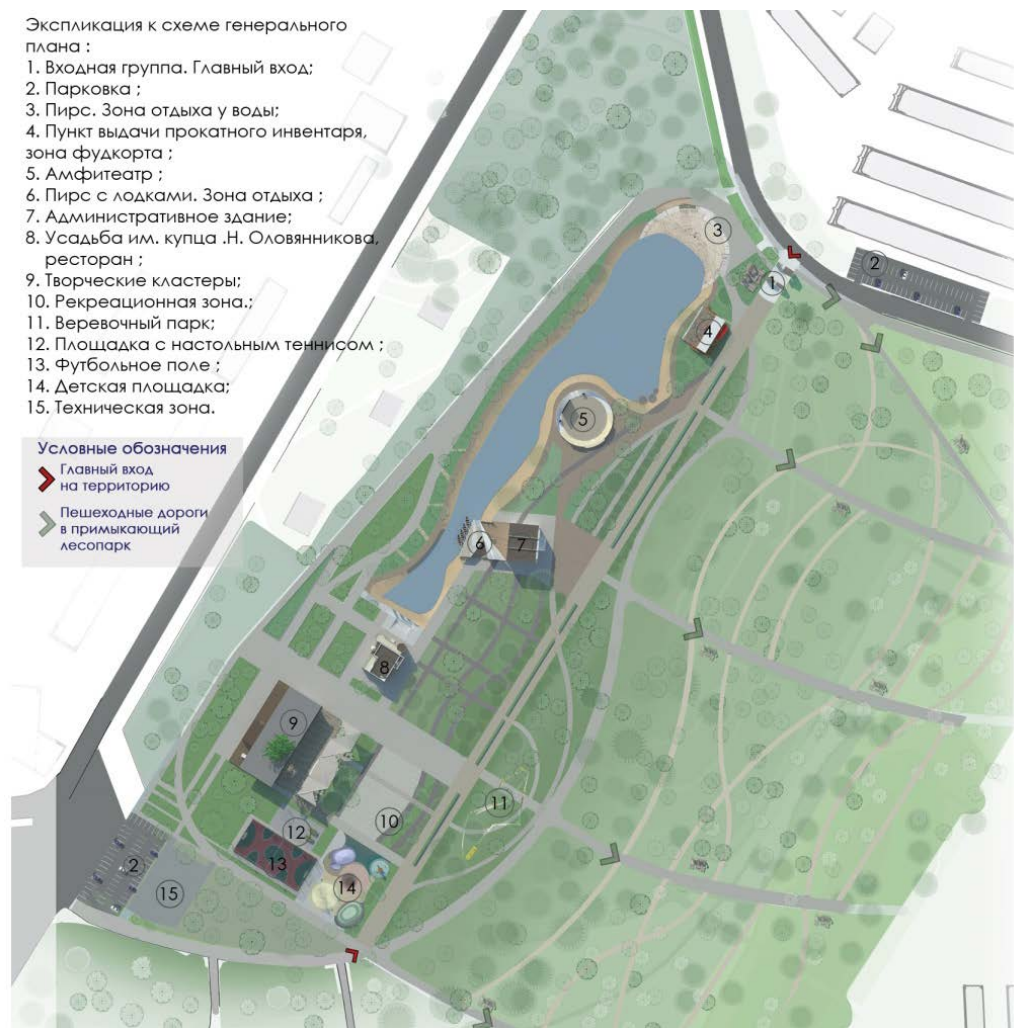 Экспликация к схеме генерального
плана :
1. Входная группа. Главный вход;
2. Парковка ;
3. Пирс. Зона отдыха у воды;
4. Пункт выдачи прокатного инвентаря,
зона фудкорта ;
5. Амфитеатр ;
6. Пирс с лодками. Зона отдыха ;
7. Административное здание;
8. Усадьба им. купца .Н. Оловянникова,
ресторан ;
9. Творческие кластеры;
10. Рекреационная зона.;
11. Веревочный парк;
12. Площадка с настольным теннисом ;
13. Футбольное поле ;
14. Детская площадка;
15. Техническая зона.
Условные обозначения
Главный вход
на территорию
Пешеходные дороги
в примыкающий
лесопарк
3
2
1
4
5
6
7
8
9
10
11
12
13
14
2
15